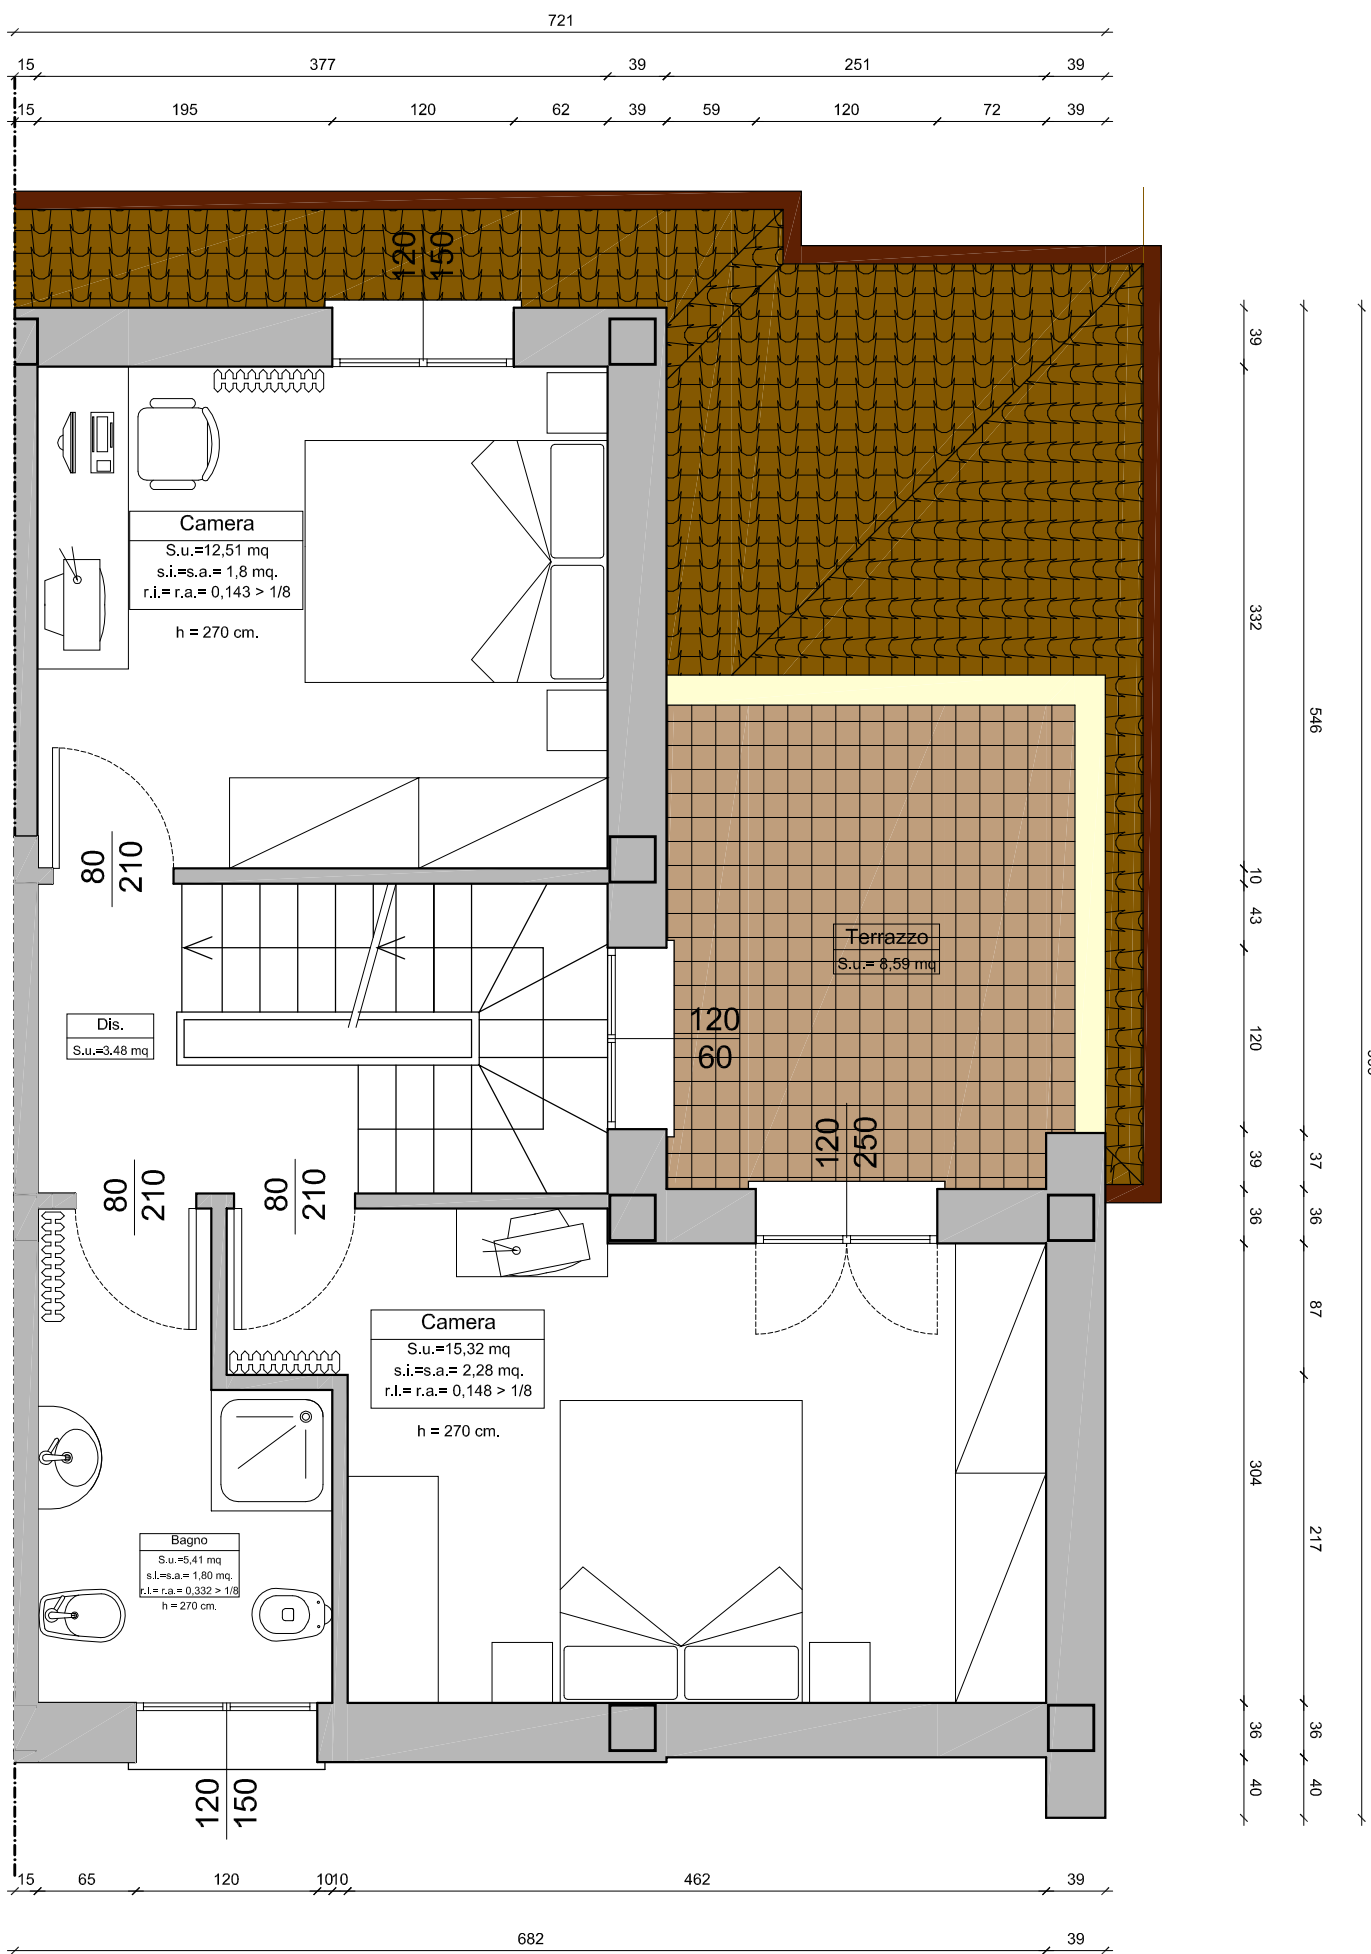 721
15 377 39 251 39
15 195 120 62 39 59 120 72 39
120
150
Camera
S.u.=12,51 mq
s.i.=s.a.= 1,8 mq.
r.i.= r.a.= 0,143 > 1/8
h = 270 cm.
80
210
Terrazzo
S.u.= 8,59 mq
Dis.
S.u.=3.48 mq
120
60
120
250
80
210
80
210
Camera
S.u.=15,32 mq
s.i.=s.a.= 2,28 mq.
r.I.= r.a.= 0,148 > 1/8
h = 270 cm.
Bagno
S.u.=5,41 mq
s.I.=s.a.= 1,80 mq.
r.I.= r.a.= 0,332 > 1/8
h = 270 cm.
120
150
39
332
10
43
120
39
36
87
304
36
40
546
37
36
217
36
40
15 65 120 10 10 462 39
682 39